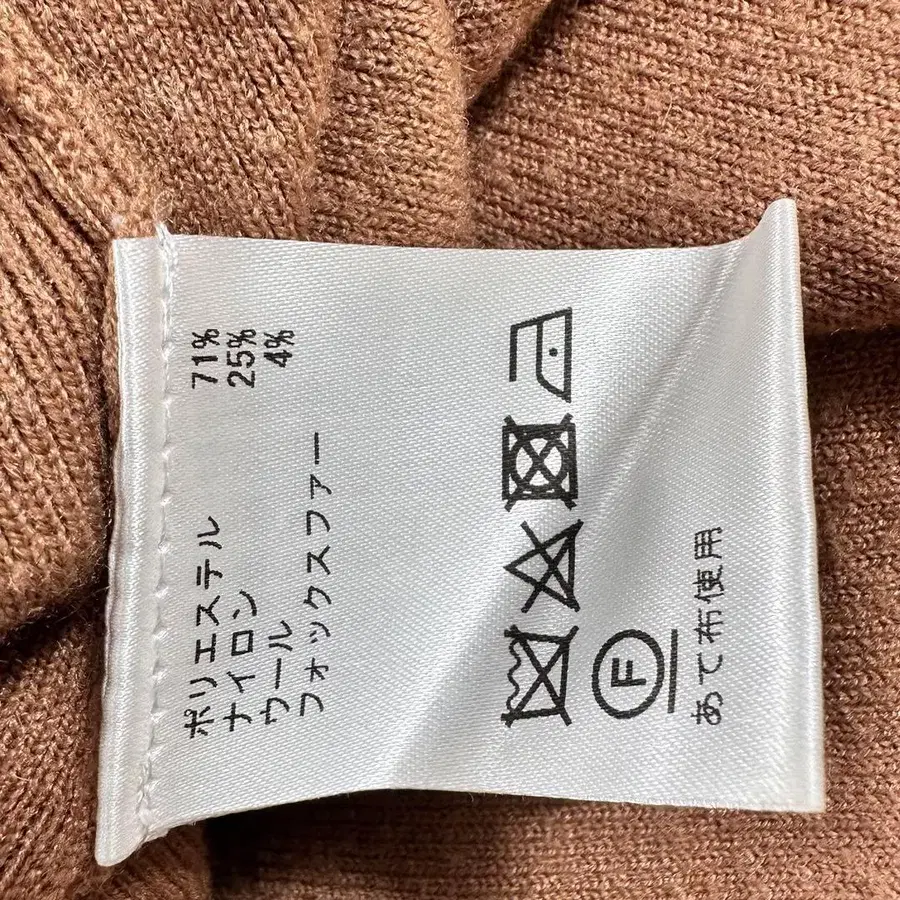 ポリエステル 71%
ナイロン 25%
ウール 4%
フォックスファー
F
あて布使用